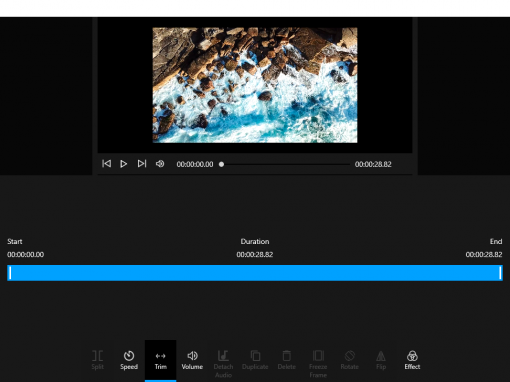 00:00:00.00 00:00:28.82
Start Duration End
00:00:00.00 00:00:28.82 00:00:28.82
Split Speed Trim Volume Detach Audio Duplicate Delete Freeze Frame Rotate Flip Effect